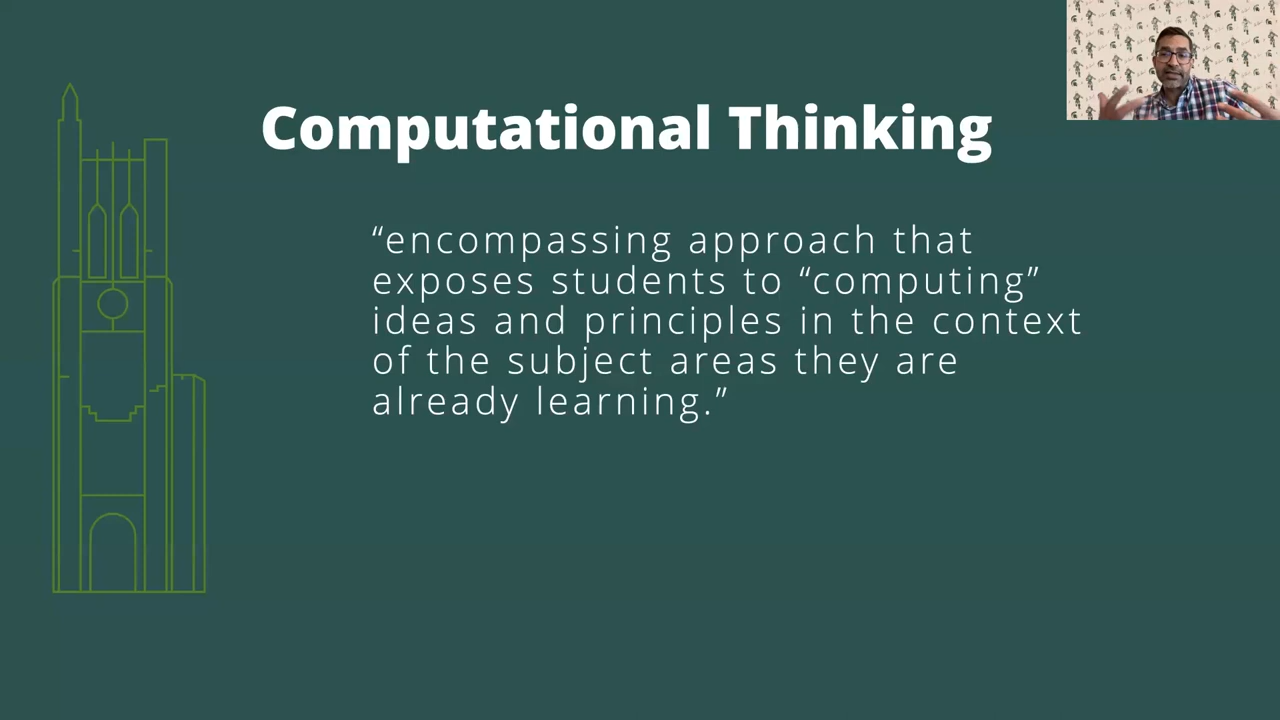 Computational Thinking
“encompassing approach that
exposes students to “computing”
ideas and principles in the context
of the subject areas they are
already learning.”